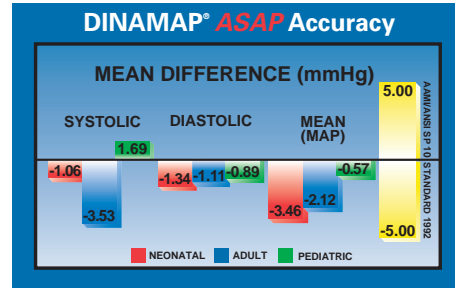 DINAMAP® ASAP Accuracy
MEAN DIFFERENCE (mmHg)
SYSTOLIC
DIASTOLIC
MEAN
(MAP)
5.00
1.69
-1.06
-3.53
-1.34
-1.11
-0.89
-3.46
-2.12
-0.57
-5.00
AAMI/ANSI SP 10 STANDARD 1992
NEONATAL
ADULT
PEDIATRIC